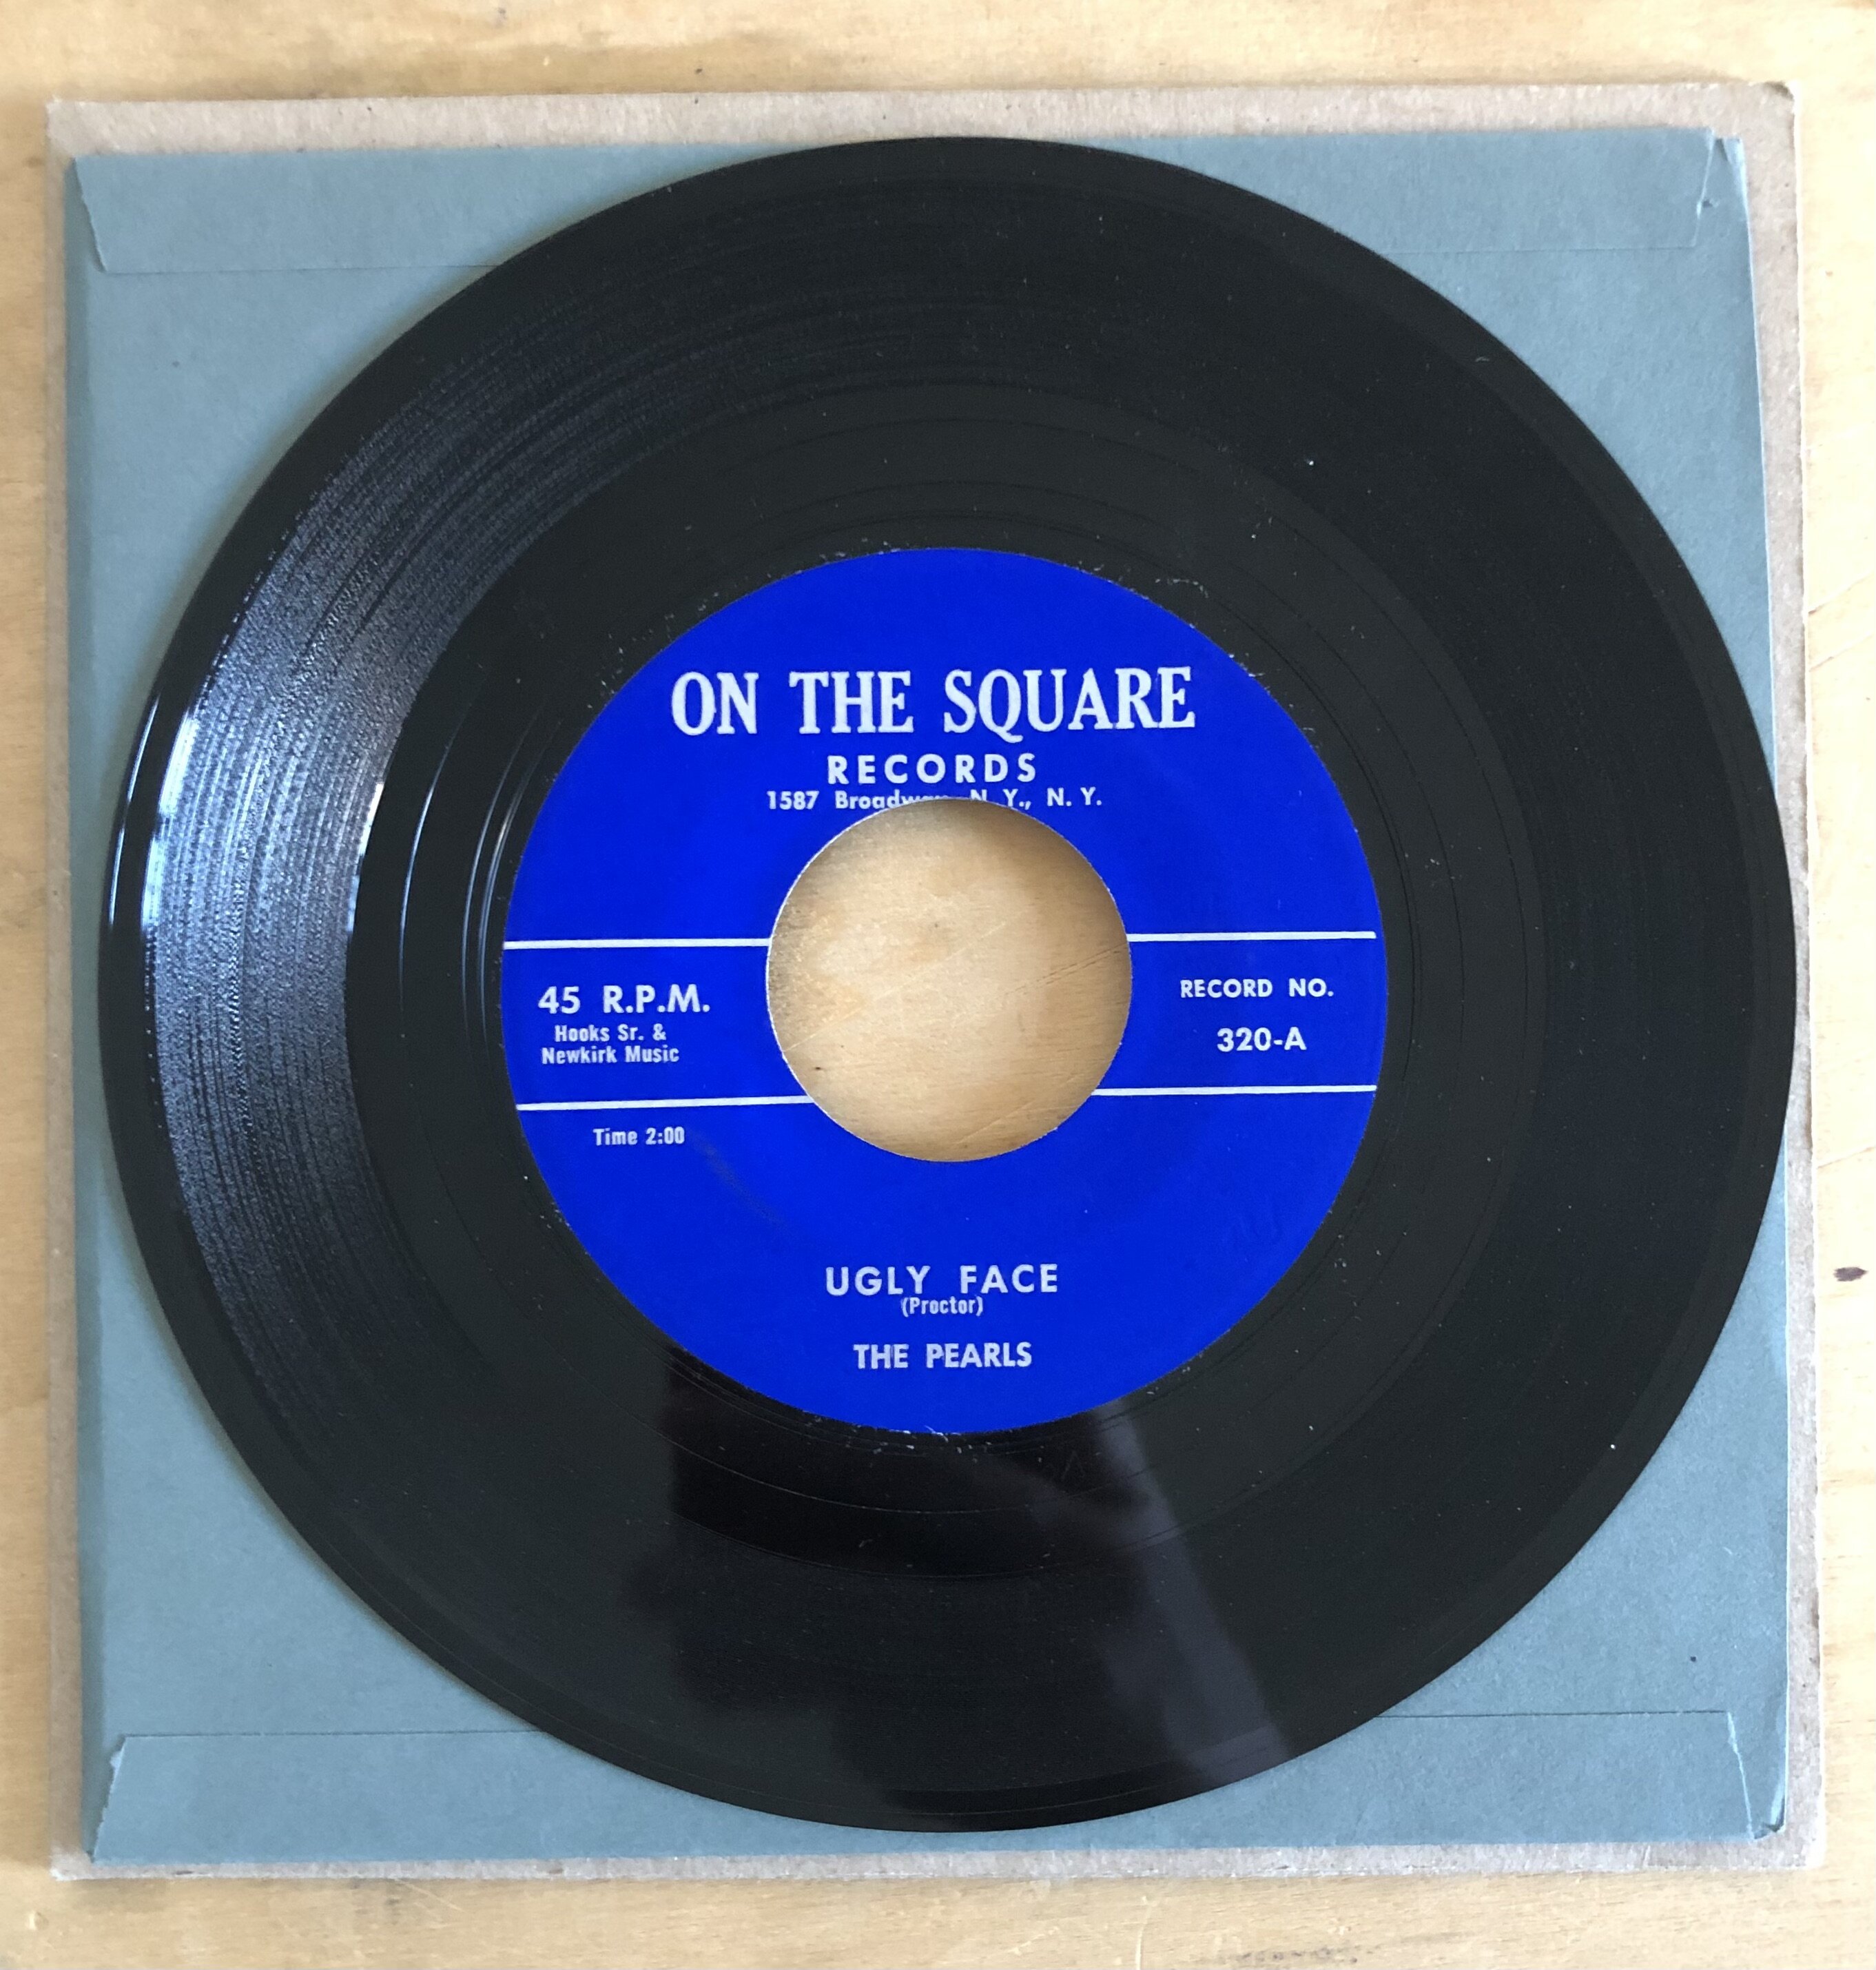 ON THE SQUARE
RECORDS
1587 Broadway, N. Y., N. Y.
45 R.P.M.
Hooks Sr. &
Newkirk Music
RECORD NO.
320-A
Time 2:00
UGLY FACE
(Proctor)
THE PEARLS